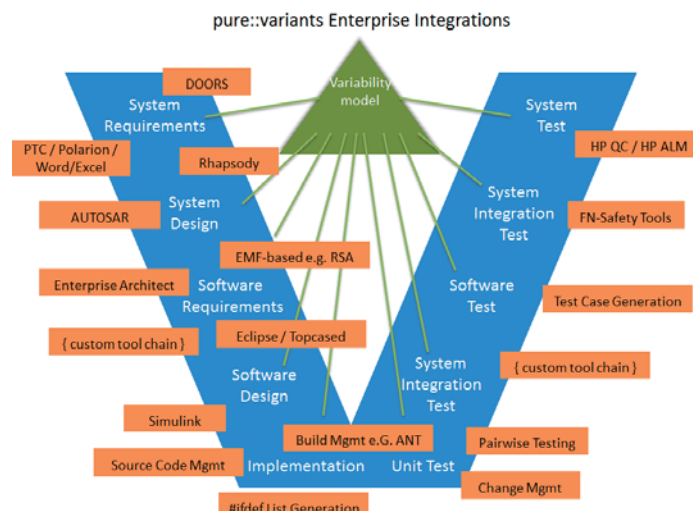 pure::variants Enterprise Integrations
Variability
model
DOORS
System
Requirements
PTC / Polarion /
Word/Excel
Rhapsody
System
Design
AUTOSAR
EMF-based e.g. RSA
Enterprise Architect
Software
Requirements
{ custom tool chain }
Eclipse / Topcased
Software
Design
Simulink
Build Mgmt e.G. ANT
Source Code Mgmt
Implementation
#ifdef List Generation
System
Test
HP QC / HP ALM
System
Integration
Test
FN-Safety Tools
Software
Test
Test Case Generation
System
Integration
Test
{ custom tool chain }
Pairwise Testing
Unit Test
Change Mgmt